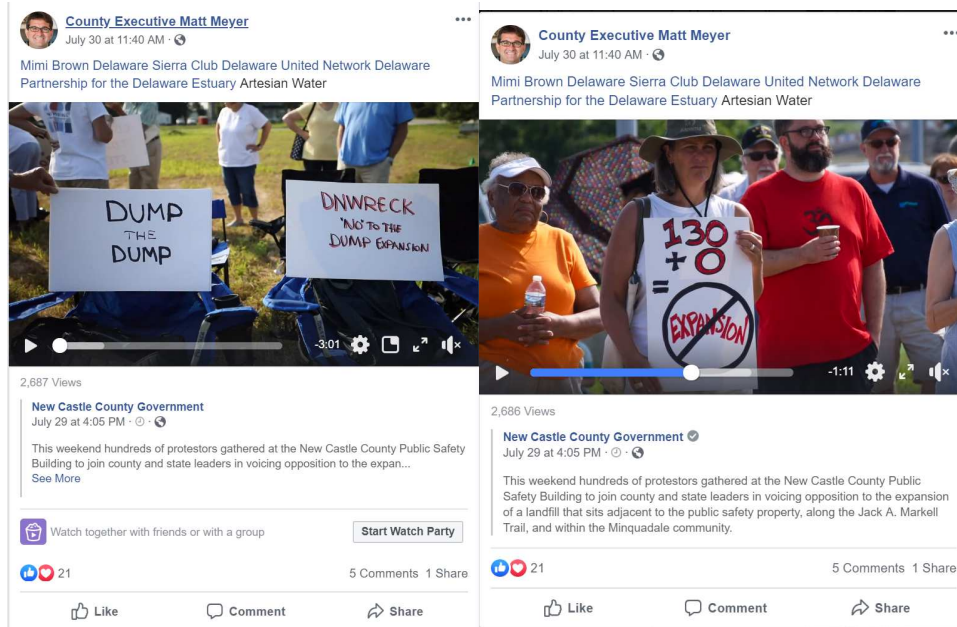 County Executive Matt Meyer
July 30 at 11:40 AM ·
Mimi Brown Delaware Sierra Club Delaware United Network Delaware
Partnership for the Delaware Estuary Artesian Water
DUMP
THE
DUMP
DNWRECK
'NO' TO THE
DUMP EXPANSION
-3:01
2,687 Views
New Castle County Government
July 29 at 4:05 PM · ·
This weekend hundreds of protestors gathered at the New Castle County Public Safety
Building to join county and state leaders in voicing opposition to the expan...
See More
Watch together with friends or with a group
Start Watch Party
21
5 Comments 1 Share
Like Comment Share
County Executive Matt Meyer
July 30 at 11:40 AM ·
Mimi Brown Delaware Sierra Club Delaware United Network Delaware
Partnership for the Delaware Estuary Artesian Water
130
+ 0
=
EXPANSION
-1:11
2,686 Views
New Castle County Government
July 29 at 4:05 PM · ·
This weekend hundreds of protestors gathered at the New Castle County Public
Safety Building to join county and state leaders in voicing opposition to the expansion
of a landfill that sits adjacent to the public safety property, along the Jack A. Markell
Trail, and within the Minquadale community.
21
5 Comments 1 Share
Like Comment Share